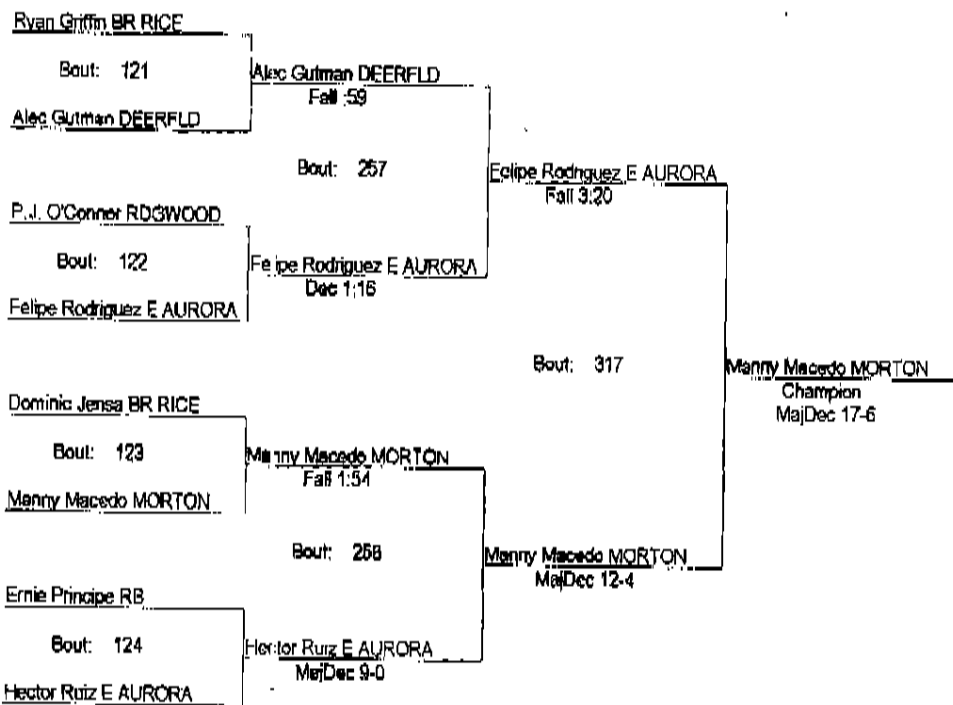 Ryan Griffin BR RICE
Bout: 121
Alec Gutman DEERFLD
Fall :59
Alec Gutman DEERFLD
Bout: 257
Felipe Rodriguez E AURORA
Fall 3:20
P.J. O'Conner RDGWOOD
Bout: 122
Felipe Rodriguez E AURORA
Dec 1:16
Felipe Rodriguez E AURORA
Bout: 317
Manny Macedo MORTON
Champion
MajDec 17-6
Dominic Jensa BR RICE
Bout: 123
Manny Macedo MORTON
Fall 1:54
Manny Macedo MORTON
Bout: 258
Manny Macedo MORTON
MajDec 12-4
Ernie Principe RB
Bout: 124
Hector Ruiz E AURORA
MajDec 9-0
Hector Ruiz E AURORA